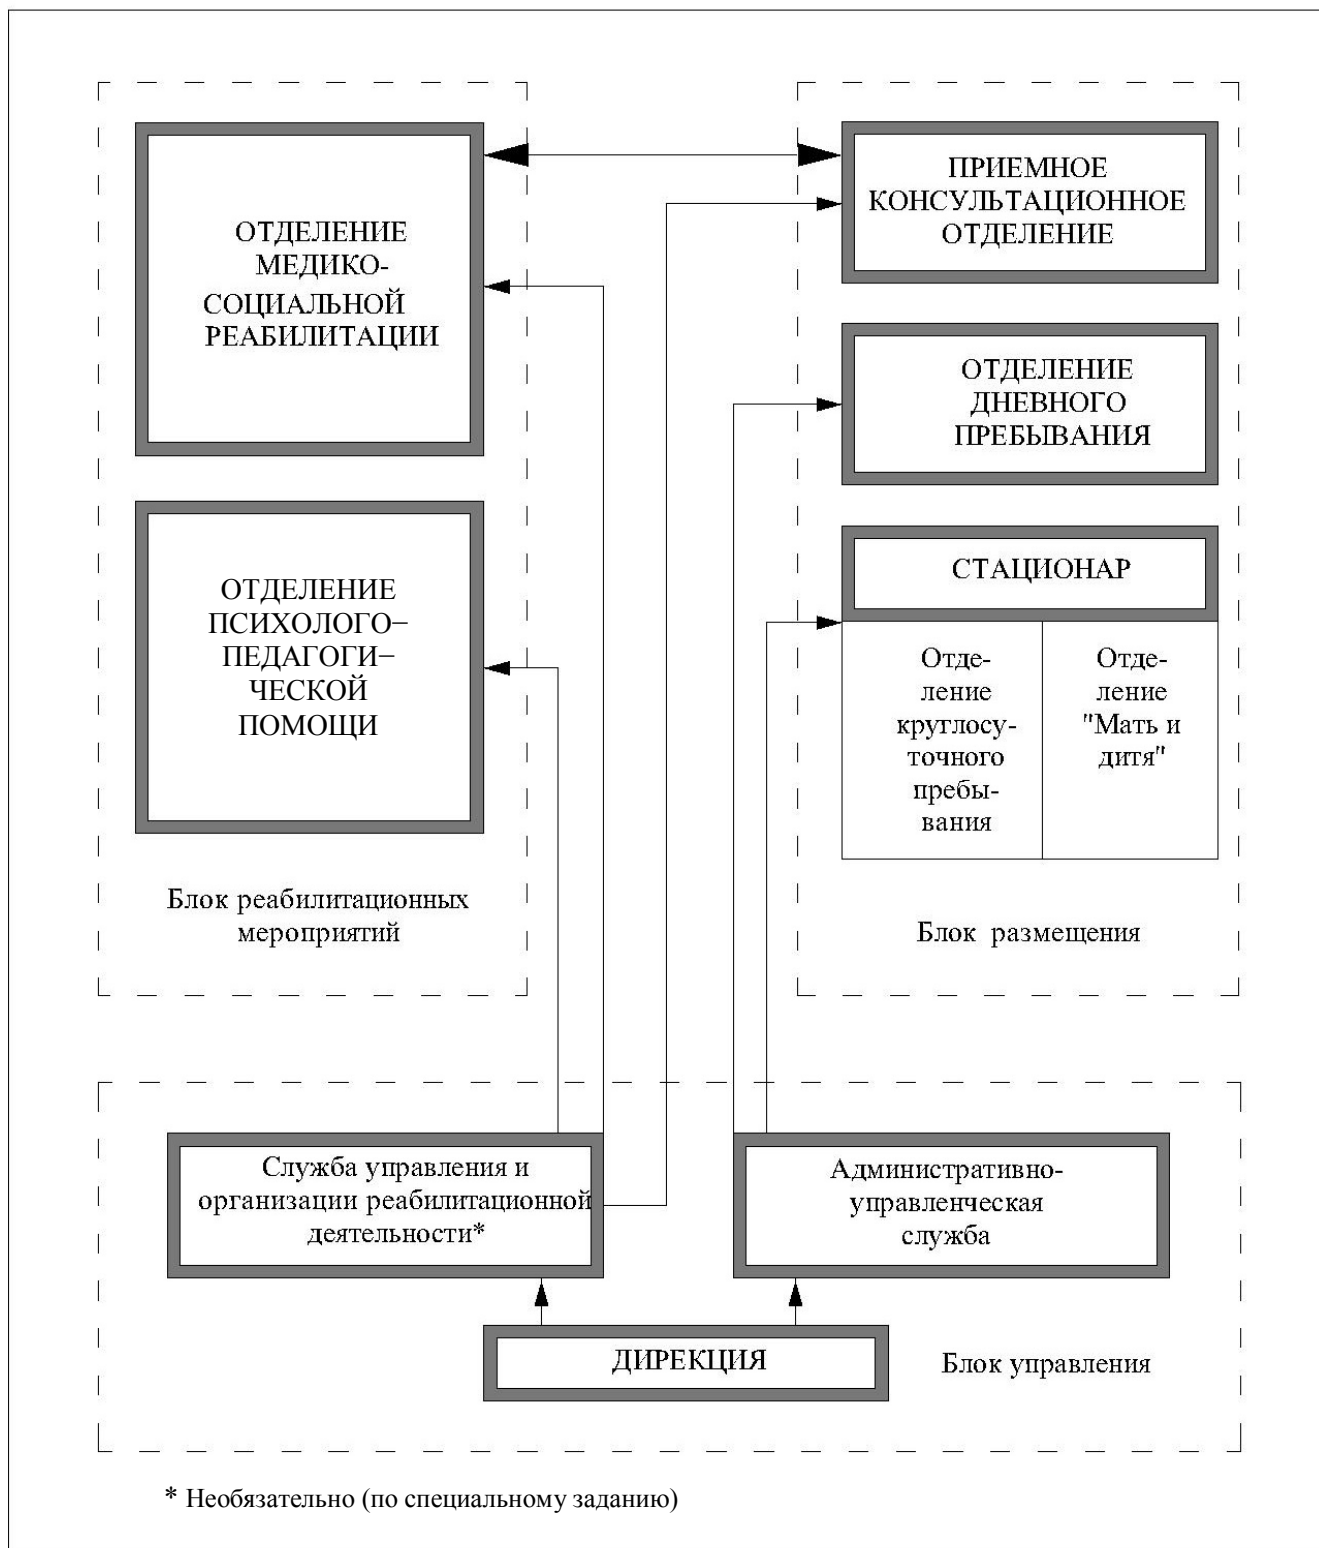 ОТДЕЛЕНИЕ
МЕДИКО-
СОЦИАЛЬНОЙ
РЕАБИЛИТАЦИИ
ОТДЕЛЕНИЕ
ПСИХОЛОГО–
ПЕДАГОГИ–
ЧЕСКОЙ
ПОМОЩИ
Блок реабилитационных
мероприятий
ПРИЕМНОЕ
КОНСУЛЬТАЦИОННОЕ
ОТДЕЛЕНИЕ
ОТДЕЛЕНИЕ
ДНЕВНОГО
ПРЕБЫВАНИЯ
СТАЦИОНАР
Отде-
ление
круглосу-
точного
пребы-
вания
Отде-
ление
"Мать и
дитя"
Блок размещения
Служба управления и
организации реабилитационной
деятельности*
Административно-
управленческая
служба
ДИРЕКЦИЯ
Блок управления
* Необязательно (по специальному заданию)